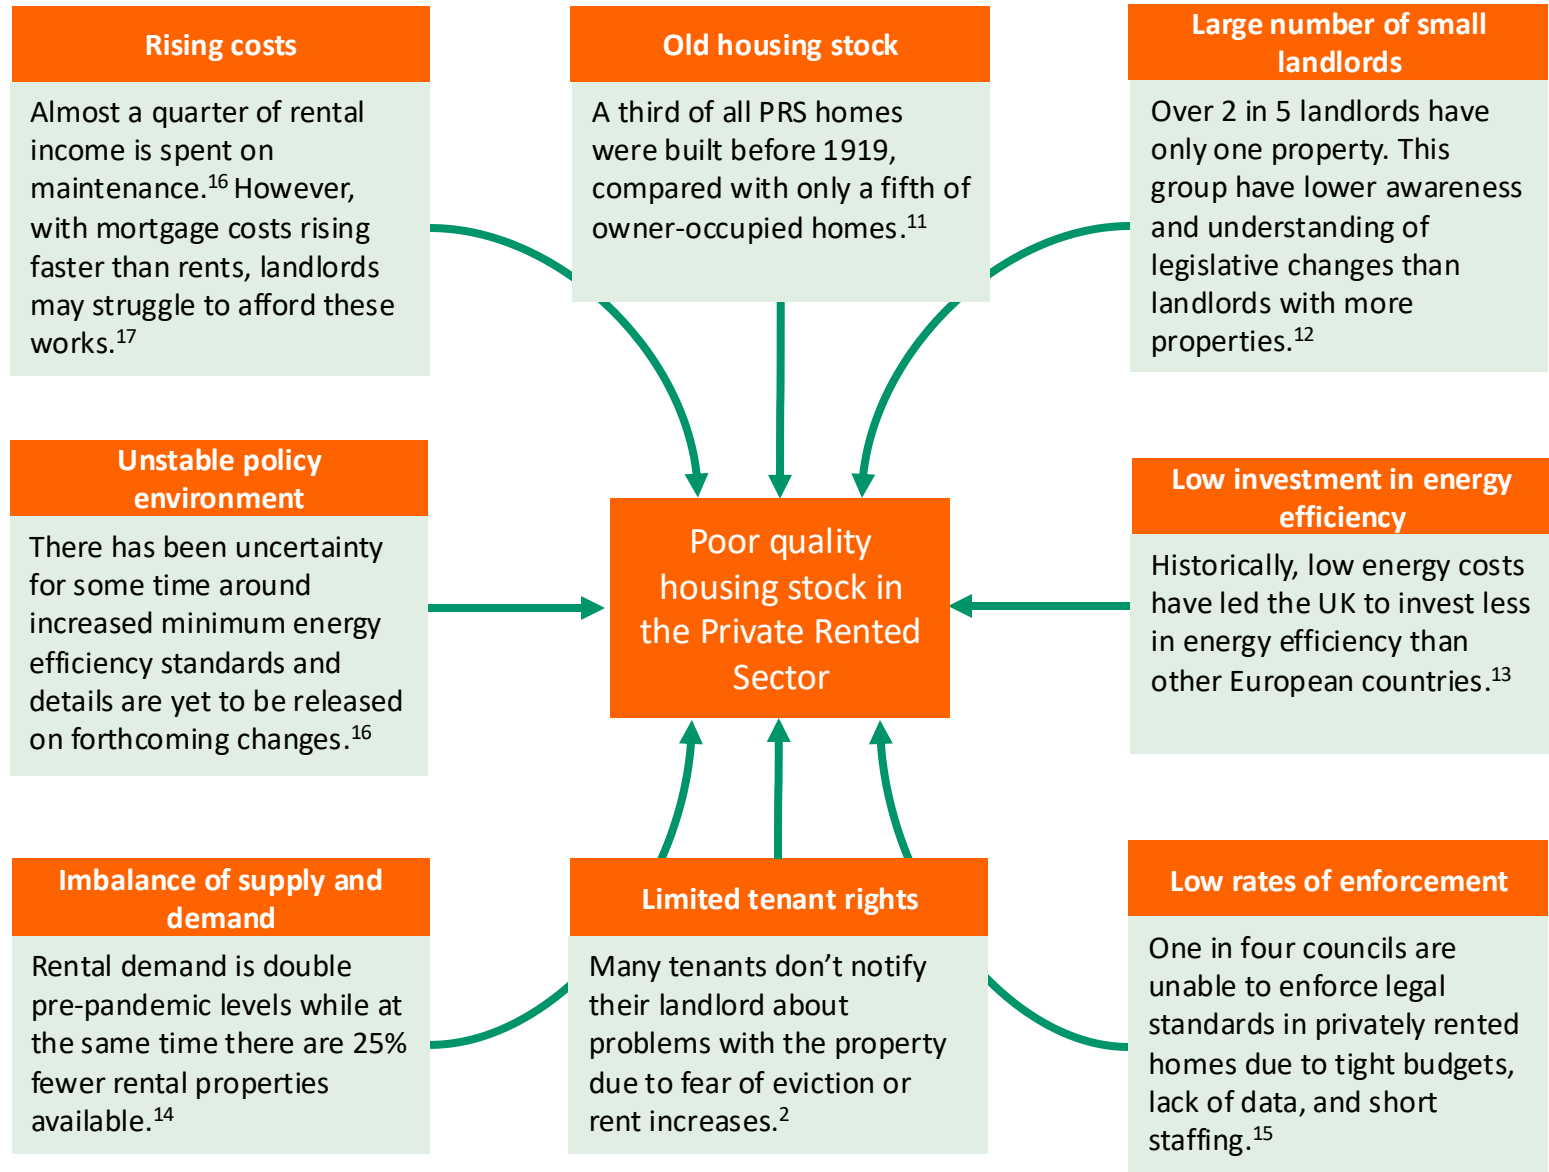 Rising costs
Almost a quarter of rental
income is spent on
maintenance.16 However,
with mortgage costs rising
faster than rents, landlords
may struggle to afford these
works.17
Old housing stock
A third of all PRS homes
were built before 1919,
compared with only a fifth of
owner-occupied homes.11
Large number of small
landlords
Over 2 in 5 landlords have
only one property. This
group have lower awareness
and understanding of
legislative changes than
landlords with more
properties.12
Unstable policy
environment
There has been uncertainty
for some time around
increased minimum energy
efficiency standards and
details are yet to be released
on forthcoming changes.16
Poor quality
housing stock in
the Private Rented
Sector
Low investment in energy
efficiency
Historically, low energy costs
have led the UK to invest less
in energy efficiency than
other European countries.13
Imbalance of supply and
demand
Rental demand is double
pre-pandemic levels while at
the same time there are 25%
fewer rental properties
available.14
Limited tenant rights
Many tenants don’t notify
their landlord about
problems with the property
due to fear of eviction or
rent increases.2
Low rates of enforcement
One in four councils are
unable to enforce legal
standards in privately rented
homes due to tight budgets,
lack of data, and short
staffing.15